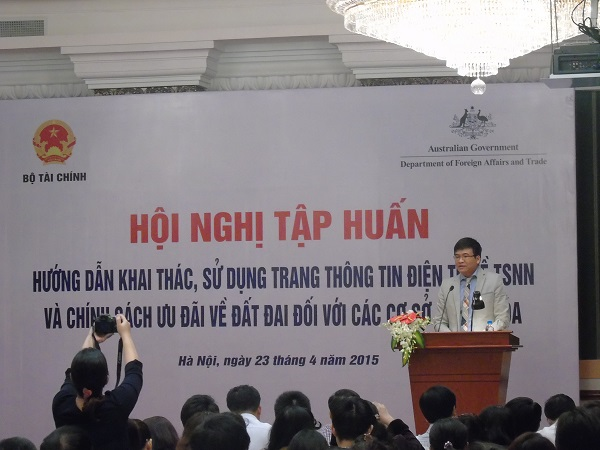 BỘ TÀI CHÍNH
Australian Government
Department of Foreign Affairs and Trade
HỘI NGHỊ TẬP HUẤN
HƯỚNG DẪN KHAI THÁC, SỬ DỤNG TRANG THÔNG TIN ĐIỆN TSNN
VÀ CHÍNH SÁCH ƯU ĐÃI VỀ ĐẤT ĐAI ĐỐI VỚI CÁC CƠ SỞ
Hà Nội, ngày 23 tháng 4 năm 2015